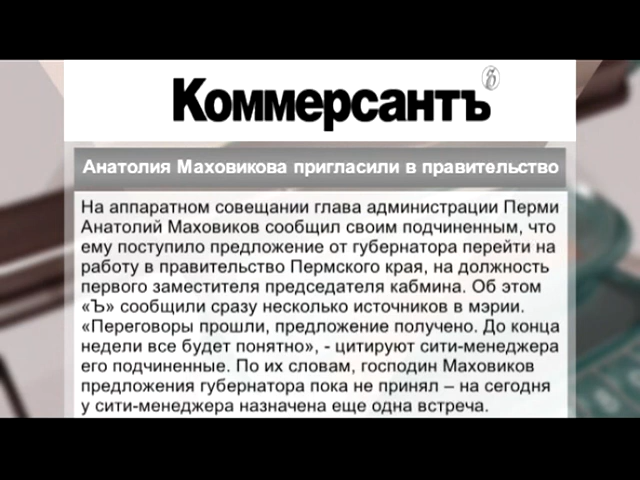 Коммерсантъ
Анатолия Маховикова пригласили в правительство
На аппаратном совещании глава администрации Перми
Анатолий Маховиков сообщил своим подчиненным, что
ему поступило предложение от губернатора перейти на
работу в правительство Пермского края, на должность
первого заместителя председателя кабмина. Об этом
«Ъ» сообщили сразу несколько источников в мэрии.
«Переговоры прошли, предложение получено. До конца
недели все будет понятно», - цитируют сити-менеджера
его подчиненные. По их словам, господин Маховиков
предложения губернатора пока не принял – на сегодня
у сити-менеджера назначена еще одна встреча.